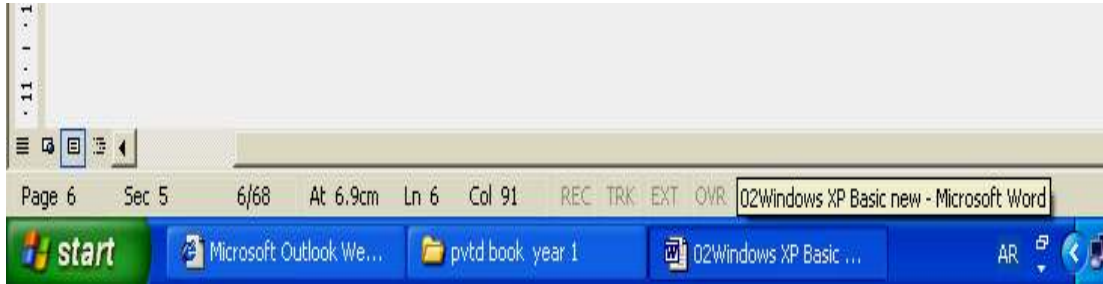 11
Page 6 Sec 5 6/68 At 6.9cm Ln 6 Col 91 REC TRK EXT OVR 02Windows XP Basic new - Microsoft Word
start Microsoft Outlook We... pvtd book year 1 02Windows XP Basic ... AR